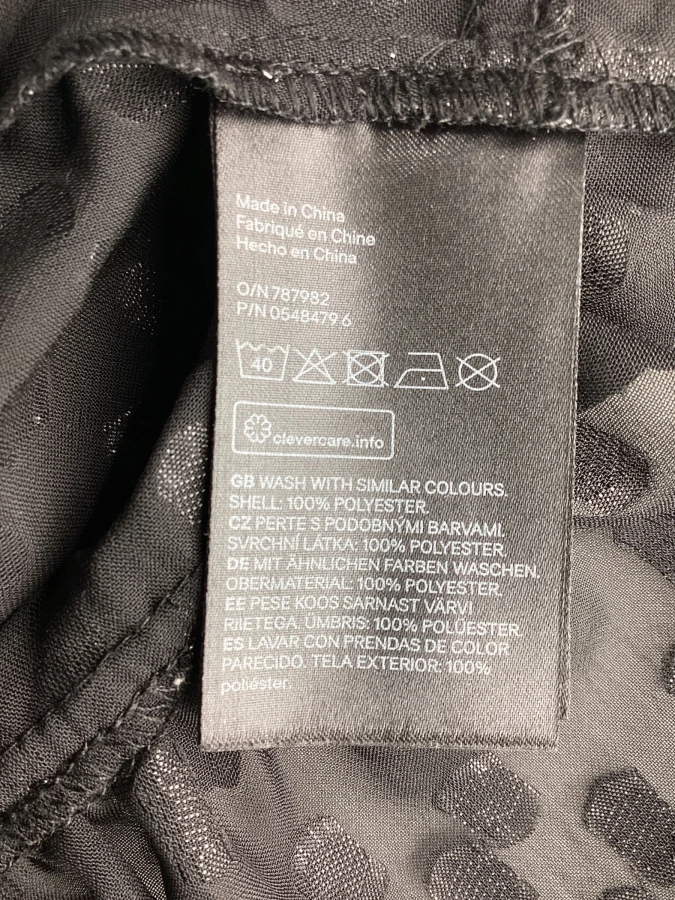 Made in China
Fabriqué en Chine
Hecho en China
O/N 787982
P/N 0548479 6
40
clevercare.info
GB WASH WITH SIMILAR COLOURS.
SHELL: 100% POLYESTER.
CZ PERTE S PODOBNÝMI BARVAMI.
SVRCHNÍ LÁTKA: 100% POLYESTER.
DE MIT ÄHNLICHEN FARBEN WASCHEN.
OBERMATERIAL: 100% POLYESTER.
EE PESE KOOS SARNAST VÄRVI
RIIETEGA. ÜMBRIS: 100% POLÜESTER.
ES LAVAR CON PRENDAS DE COLOR
PARECIDO. TELA EXTERIOR: 100%
poliéster.